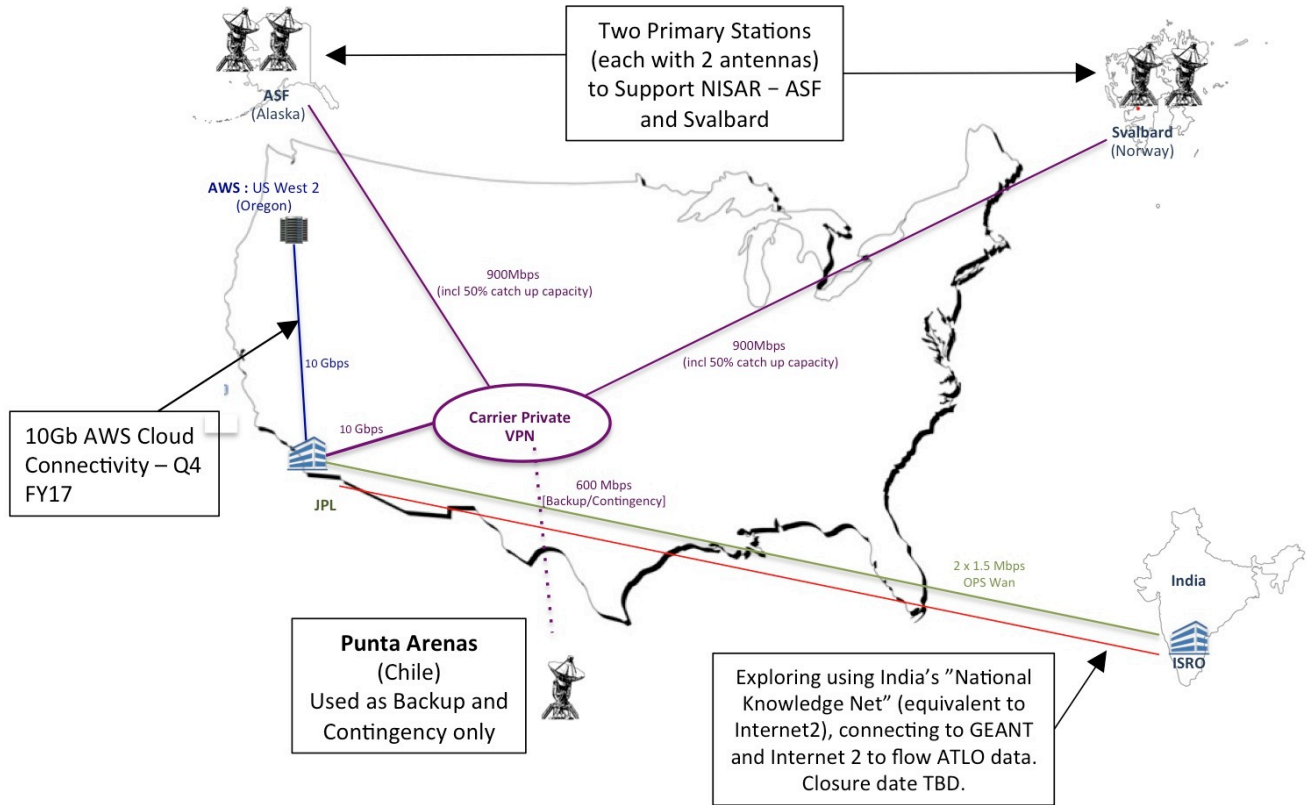 Two Primary Stations
(each with 2 antennas)
to Support NISAR – ASF
and Svalbard
ASF
(Alaska)
Svalbard
(Norway)
AWS : US West 2
(Oregon)
900Mbps
(incl 50% catch up capacity)
900Mbps
(incl 50% catch up capacity)
10 Gbps
10Gb AWS Cloud
Connectivity – Q4
FY17
10 Gbps
Carrier Private
VPN
JPL
600 Mbps
[Backup/Contingency]
2 x 1.5 Mbps
OPS Wan
India
ISRO
Punta Arenas
(Chile)
Used as Backup and
Contingency only
Exploring using India's ”National
Knowledge Net” (equivalent to
Internet2), connecting to GEANT
and Internet 2 to flow ATLO data.
Closure date TBD.